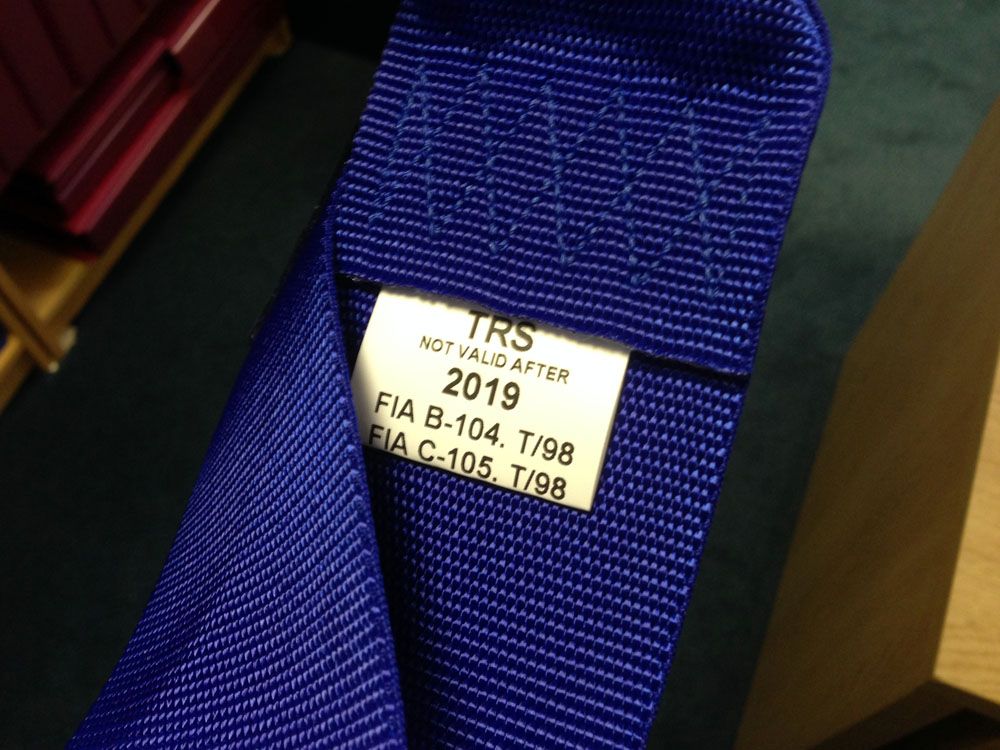 TRS
NOT VALID AFTER
2019
FIA B-104. T/98
FIA C-105. T/98